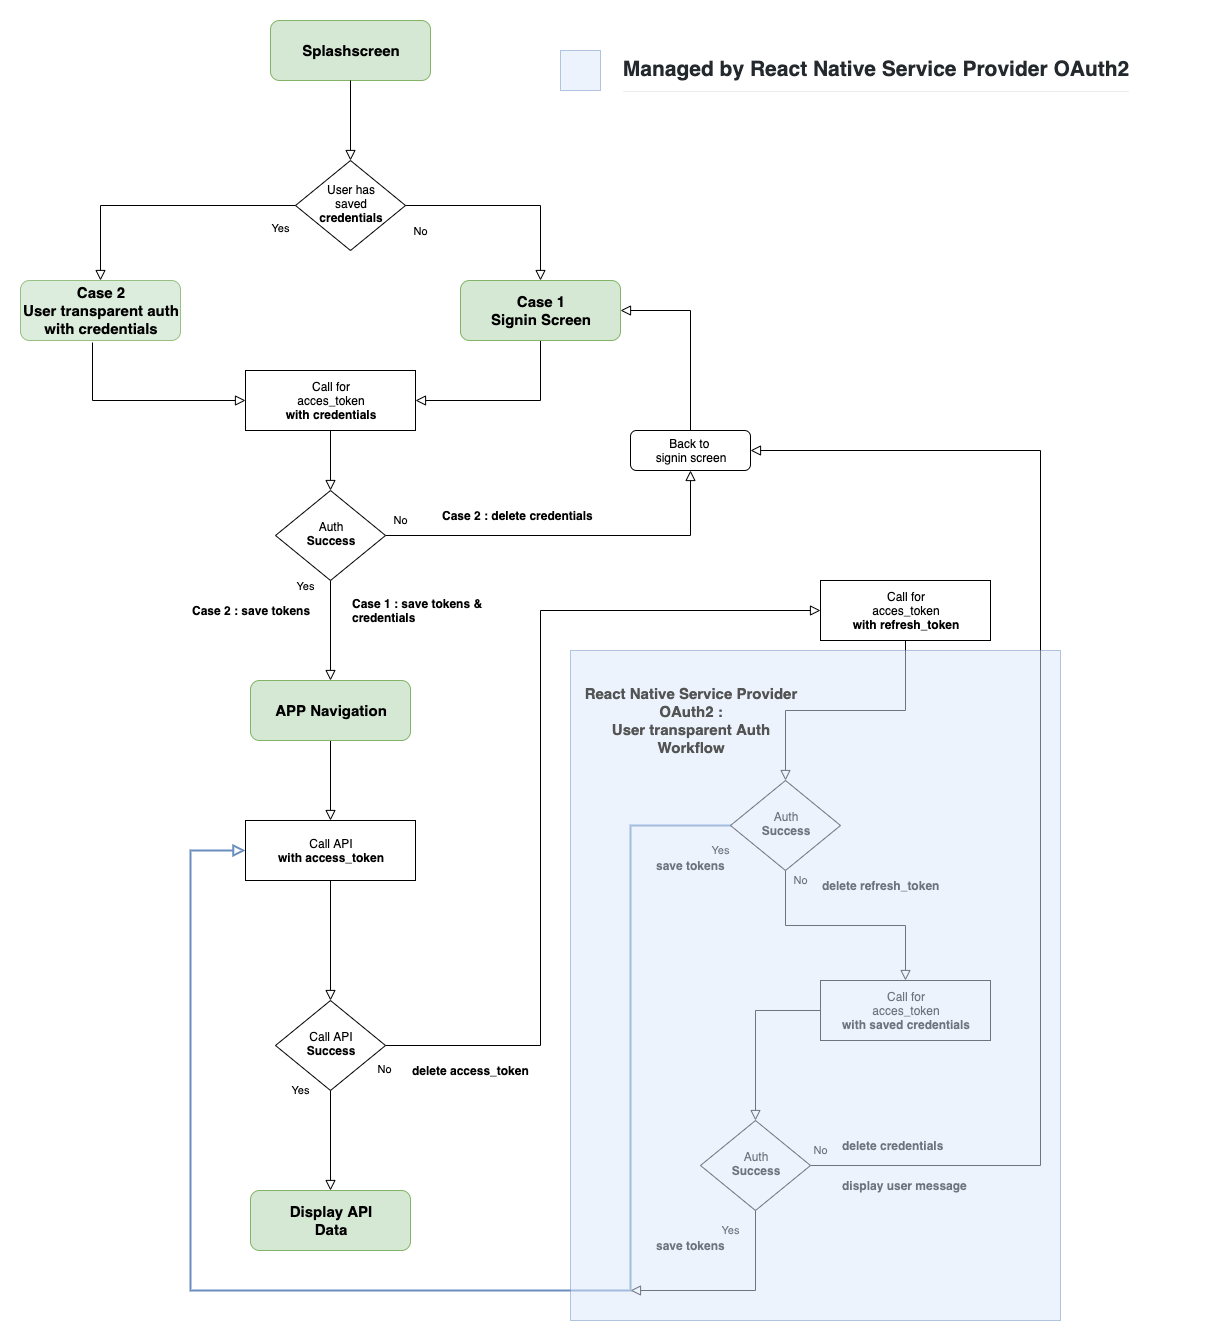 Splashscreen
Managed by React Native Service Provider OAuth2
User has
saved
credentials
Yes
No
Case 2
User transparent auth
with credentials
Case 1
Signin Screen
Call for
acces_token
with credentials
Back to
signin screen
Auth
Success
No
Case 2 : delete credentials
Yes
Case 2 : save tokens
Case 1 : save tokens &
credentials
Call for
acces_token
with refresh_token
APP Navigation
React Native Service Provider
OAuth2 :
User transparent Auth
Workflow
Call API
with access_token
Auth
Success
Yes
save tokens
No
delete refresh_token
Call for
acces_token
with saved credentials
Call API
Success
No
delete access_token
Yes
Auth
Success
No
delete credentials
display user message
Yes
save tokens
Display API
Data